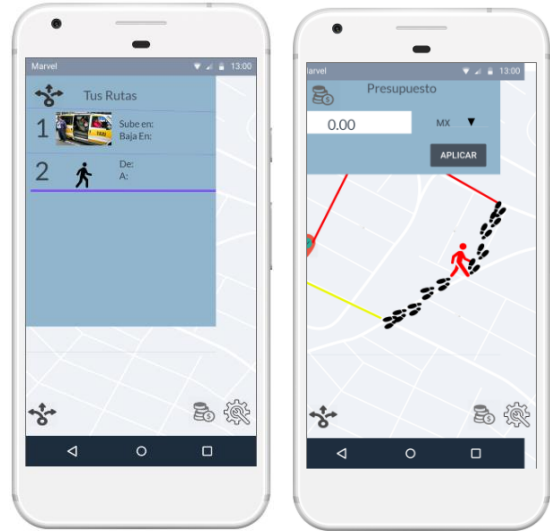 Marvel 13:00
Tus Rutas
1 Sube en:
Baja En:
2 De:
A:
arvel 13:00
Presupuesto
0.00 MX
APLICAR